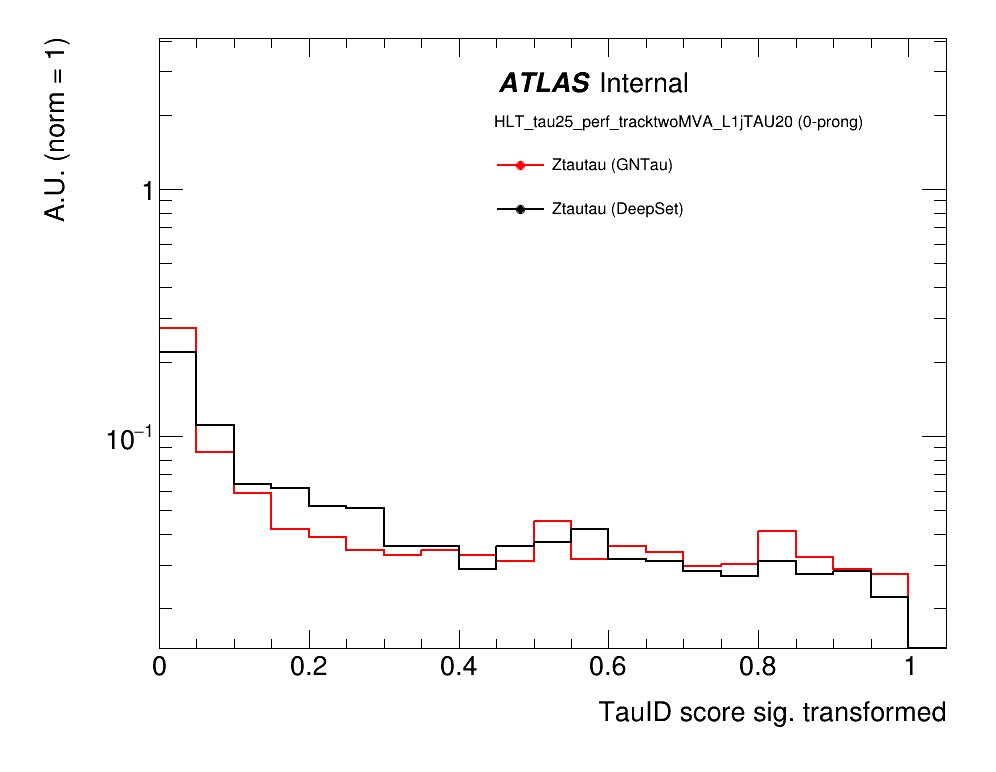 A.U. (norm = 1)
ATLAS Internal
HLT_tau25_perf_tracktwoMVA_L1jTAU20 (0-prong)
Ztautau (GNTau)
Ztautau (DeepSet)
1
10⁻¹
0 0.2 0.4 0.6 0.8 1
TauID score sig. transformed